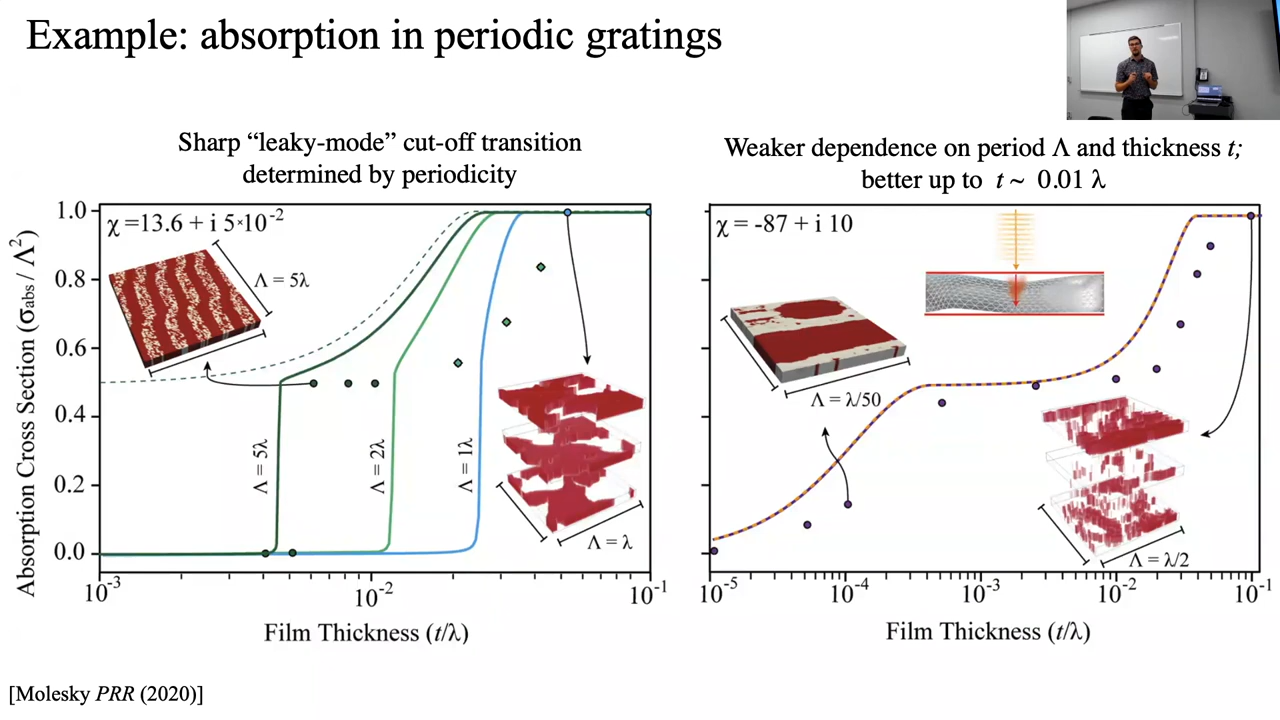 Example: absorption in periodic gratings
Sharp “leaky-mode” cut-off transition
determined by periodicity
Absorption Cross Section (σabs / Λ²)
1.0
0.8
0.6
0.4
0.2
0.0
χ =13.6 + i 5*10⁻²
Λ = 5λ
Λ = 5λ
Λ = 2λ
Λ = 1λ
Λ = λ
10⁻³
10⁻²
10⁻¹
Film Thickness (t/λ)
Weaker dependence on period Λ and thickness t;
better up to t ~ 0.01 λ
χ = -87 + i 10
Λ = λ/50
Λ = λ/2
10⁻⁵
10⁻⁴
10⁻³
10⁻²
10⁻¹
Film Thickness (t/λ)
[Molesky PRR (2020)]